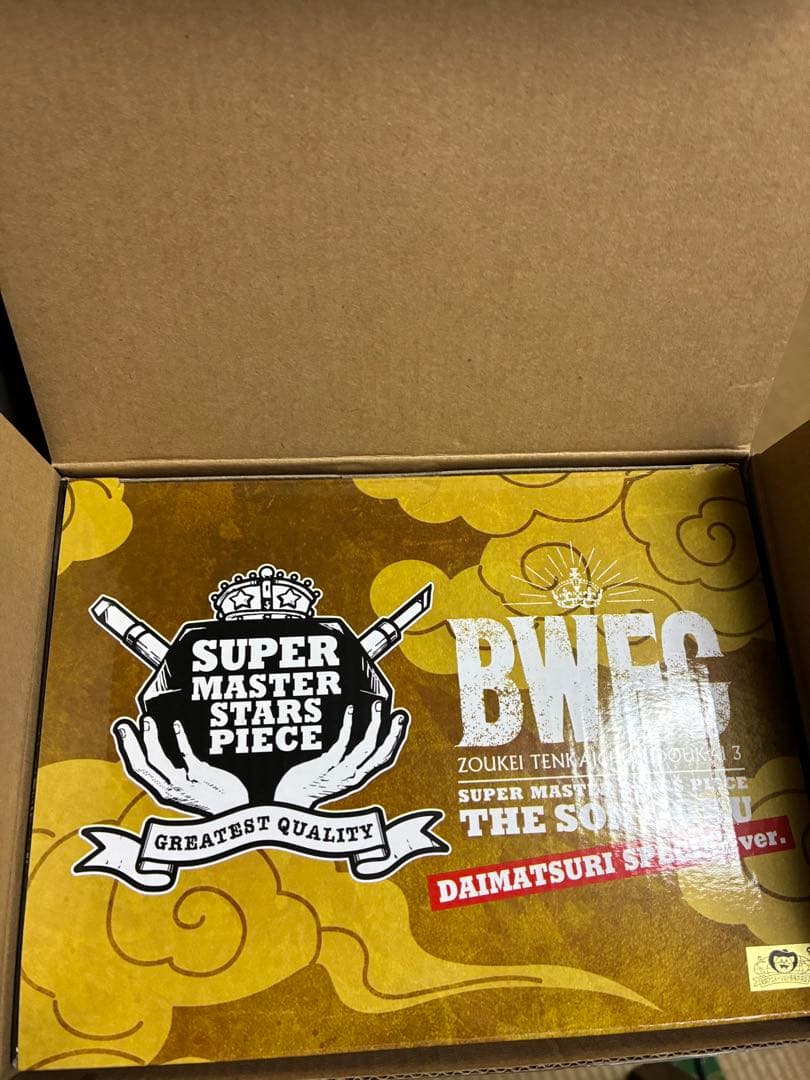 SUPER
MASTER
STARS
PIECE
GREATEST QUALITY
BWFC
ZOUKEI TENKAICHI BUDOUKAI 3
SUPER MASTER STARS PIECE
THE SON GOKU
DAIMATSURI ver.